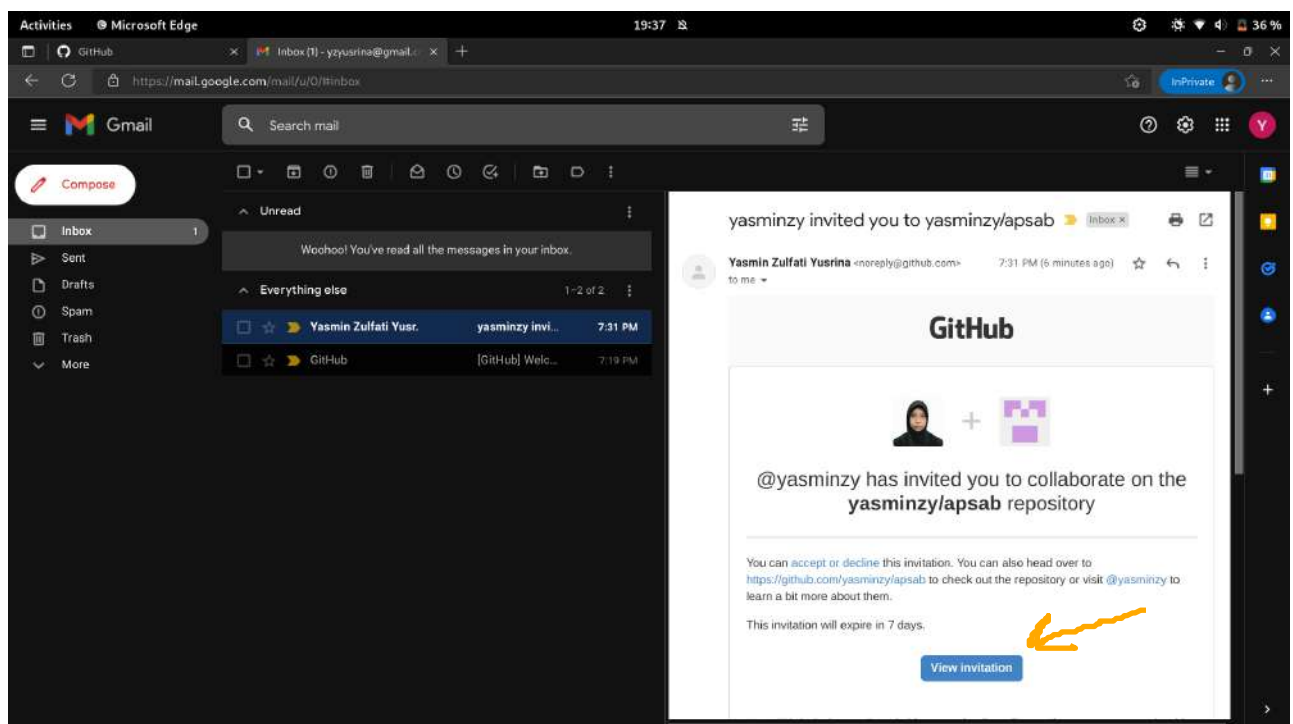 Activities Microsoft Edge 19:37 36 %
GitHub × Inbox (1) - yzyusrina@gmail.c × +
https://mail.google.com/mail/u/0/#inbox InPrivate
Gmail Search mail Y
Compose
Unread
Inbox 1
Woohoo! You've read all the messages in your inbox.
Sent
Drafts
Everything else 1–2 of 2
Spam
Yasmin Zulfati Yusr. yasminzy invi... 7:31 PM
Trash
GitHub [GitHub] Welc... 7:19 PM
More
yasminzy invited you to yasminzy/apsab Inbox ×
Yasmin Zulfati Yusrina <noreply@github.com> 7:31 PM (6 minutes ago)
to me
GitHub
@yasminzy has invited you to collaborate on the
yasminzy/apsab repository
You can accept or decline this invitation. You can also head over to
https://github.com/yasminzy/apsab to check out the repository or visit @yasminzy to
learn a bit more about them.
This invitation will expire in 7 days.
View invitation